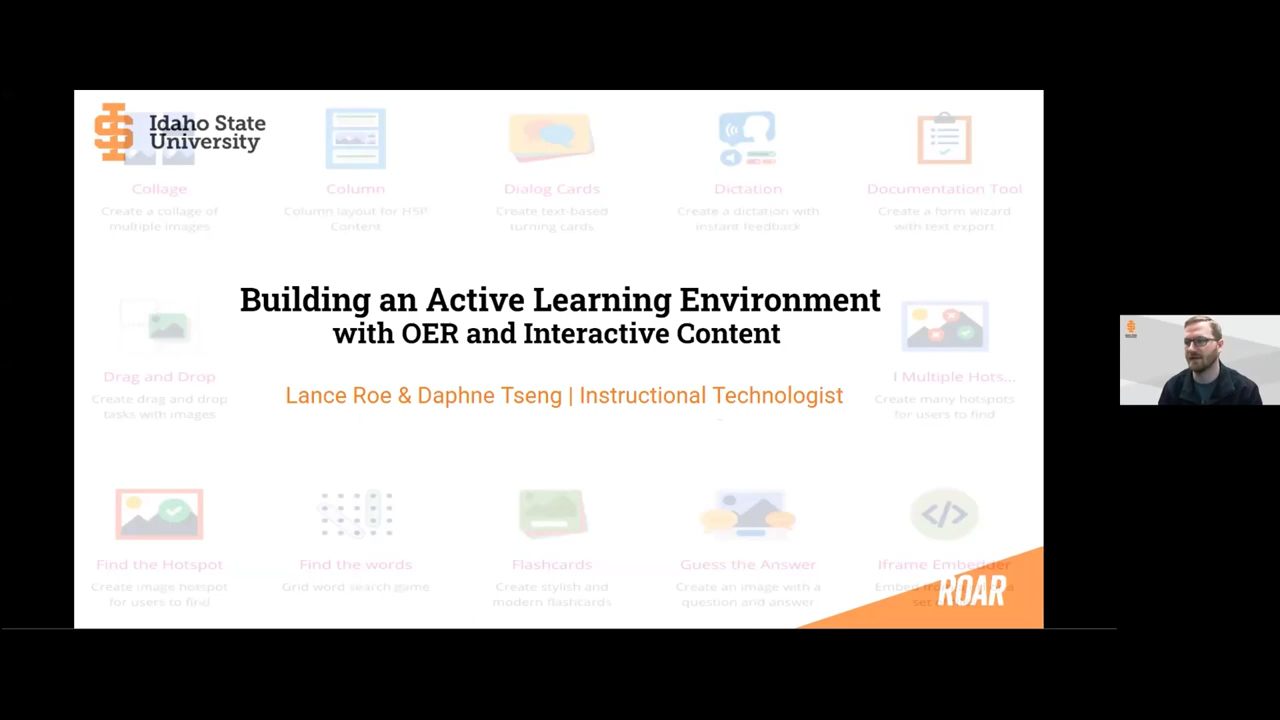 Idaho State
University
Collage
Create a collage of
multiple images
Column
Column layout for H5P
Content
Dialog Cards
Create text-based
turning cards
Dictation
Create a dictation with
instant feedback
Documentation Tool
Create a form wizard
with text export
Building an Active Learning Environment
with OER and Interactive Content
Lance Roe & Daphne Tseng | Instructional Technologist
Drag and Drop
Create drag and drop
tasks with images
l Multiple Hots...
Create many hotspots
for users to find
Find the Hotspot
Create image hotspot
for users to find
Find the words
Grid word search game
Flashcards
Create stylish and
modern flashcards
Guess the Answer
Create an image with a
question and answer
Iframe Embedder
ROAR